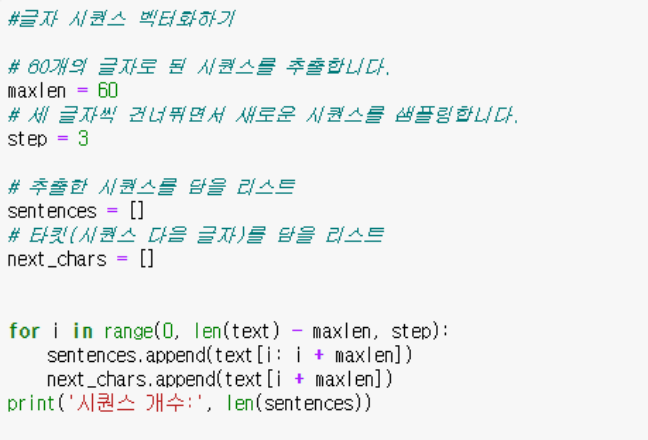 #글자 시퀀스 벡터화하기
# 60개의 글자로 된 시퀀스를 추출합니다.
maxlen = 60
# 세 글자씩 건너뛰면서 새로운 시퀀스를 샘플링합니다.
step = 3
# 추출한 시퀀스를 담을 리스트
sentences = []
# 타킷(시퀀스 다음 글자)를 담을 리스트
next_chars = []
for i in range(0, len(text) - maxlen, step):
    sentences.append(text[i: i + maxlen])
    next_chars.append(text[i + maxlen])
print('시퀀스 개수:', len(sentences))